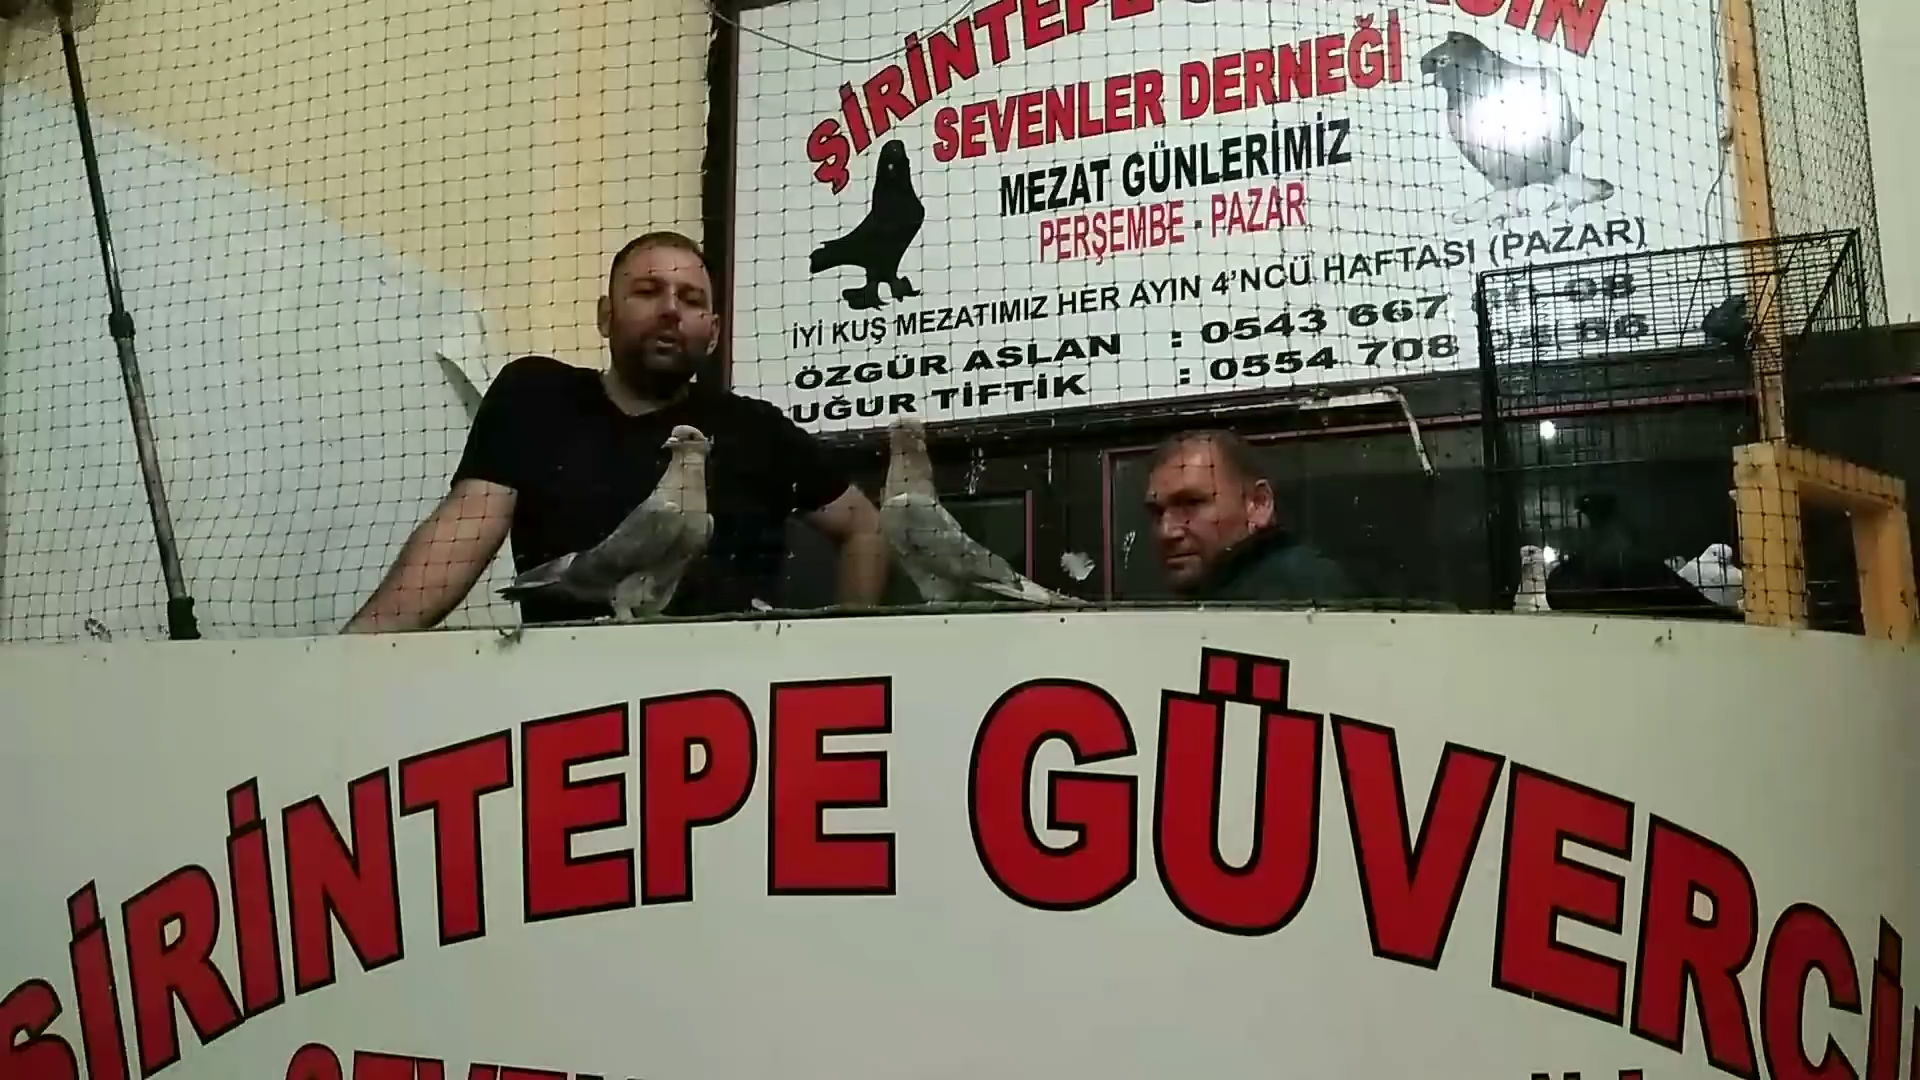 ŞİRİNTEPE
SEVENLER DERNEĞİ
MEZAT GÜNLERİMİZ
PERŞEMBE - PAZAR
İYİ KUŞ MEZATIMIZ HER AYIN 4'NCÜ HAFTASI (PAZAR)
ÖZGÜR ASLAN : 0543 667
UĞUR TİFTİK : 0554 708
ŞİRİNTEPE GÜVERCİ